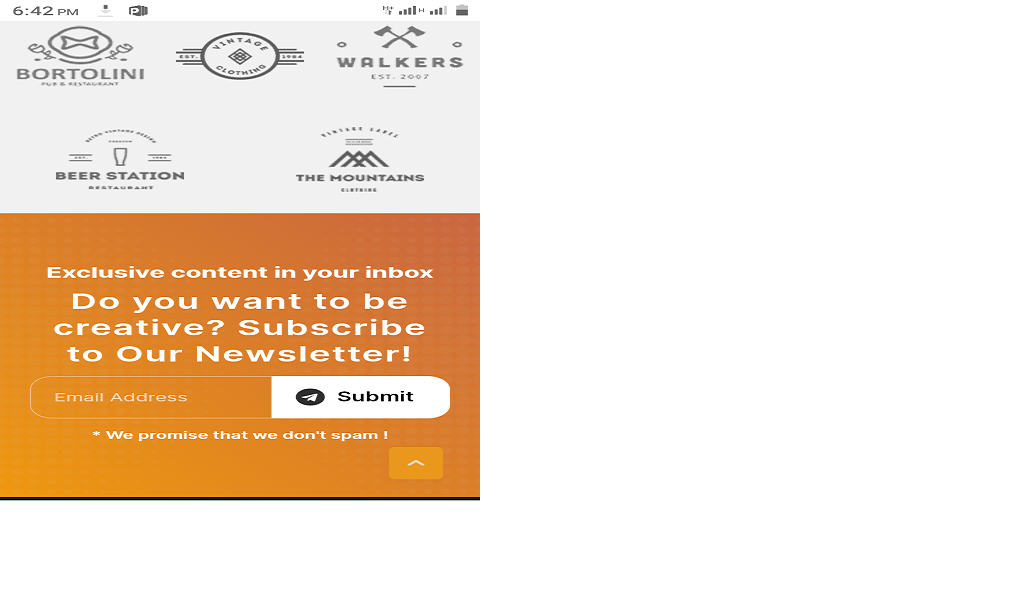 6:42 PM
H+
H
BORTOLINI
PUB & RESTAURANT
VINTAGE
EST.
1984
CLOTHING
WALKERS
EST. 2007
RETRO VINTAGE DESIGN
PREMIUM
EST.
BEER STATION
RESTAURANT
VINTAGE LABEL
THE MOUNTAINS
CLOTHING
Exclusive content in your inbox
Do you want to be
creative? Subscribe
to Our Newsletter!
Email Address
Submit
* We promise that we don't spam !